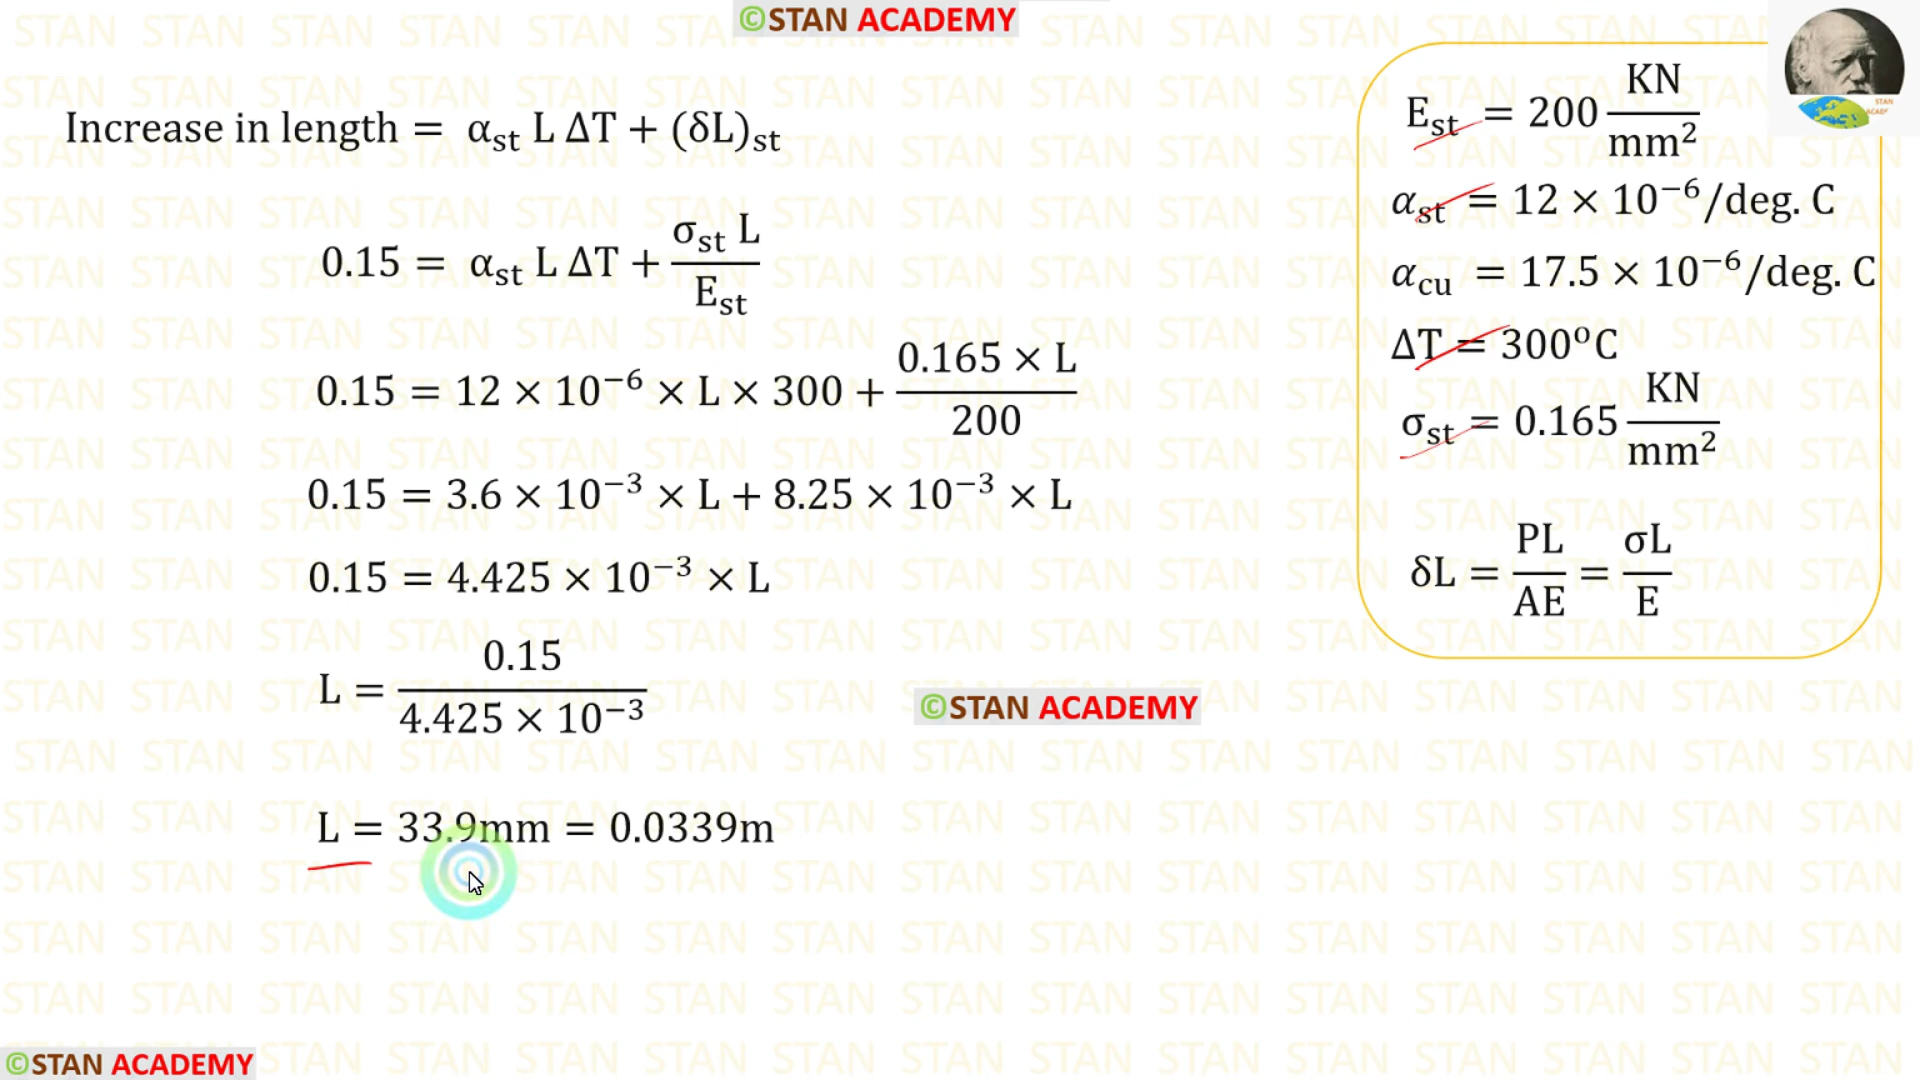 ©STAN ACADEMY
Increase in length = α_st L ΔT + (δL)_st
0.15 = α_st L ΔT + σ_st L / E_st
0.15 = 12 × 10⁻⁶ × L × 300 + 0.165 × L / 200
0.15 = 3.6 × 10⁻³ × L + 8.25 × 10⁻³ × L
0.15 = 4.425 × 10⁻³ × L
L = 0.15 / 4.425 × 10⁻³
L = 33.9mm = 0.0339m
E_st = 200 KN/mm²
α_st = 12 × 10⁻⁶/deg. C
α_cu = 17.5 × 10⁻⁶/deg. C
ΔT = 300°C
σ_st = 0.165 KN/mm²
δL = PL/AE = σL/E
©STAN ACADEMY
©STAN ACADEMY